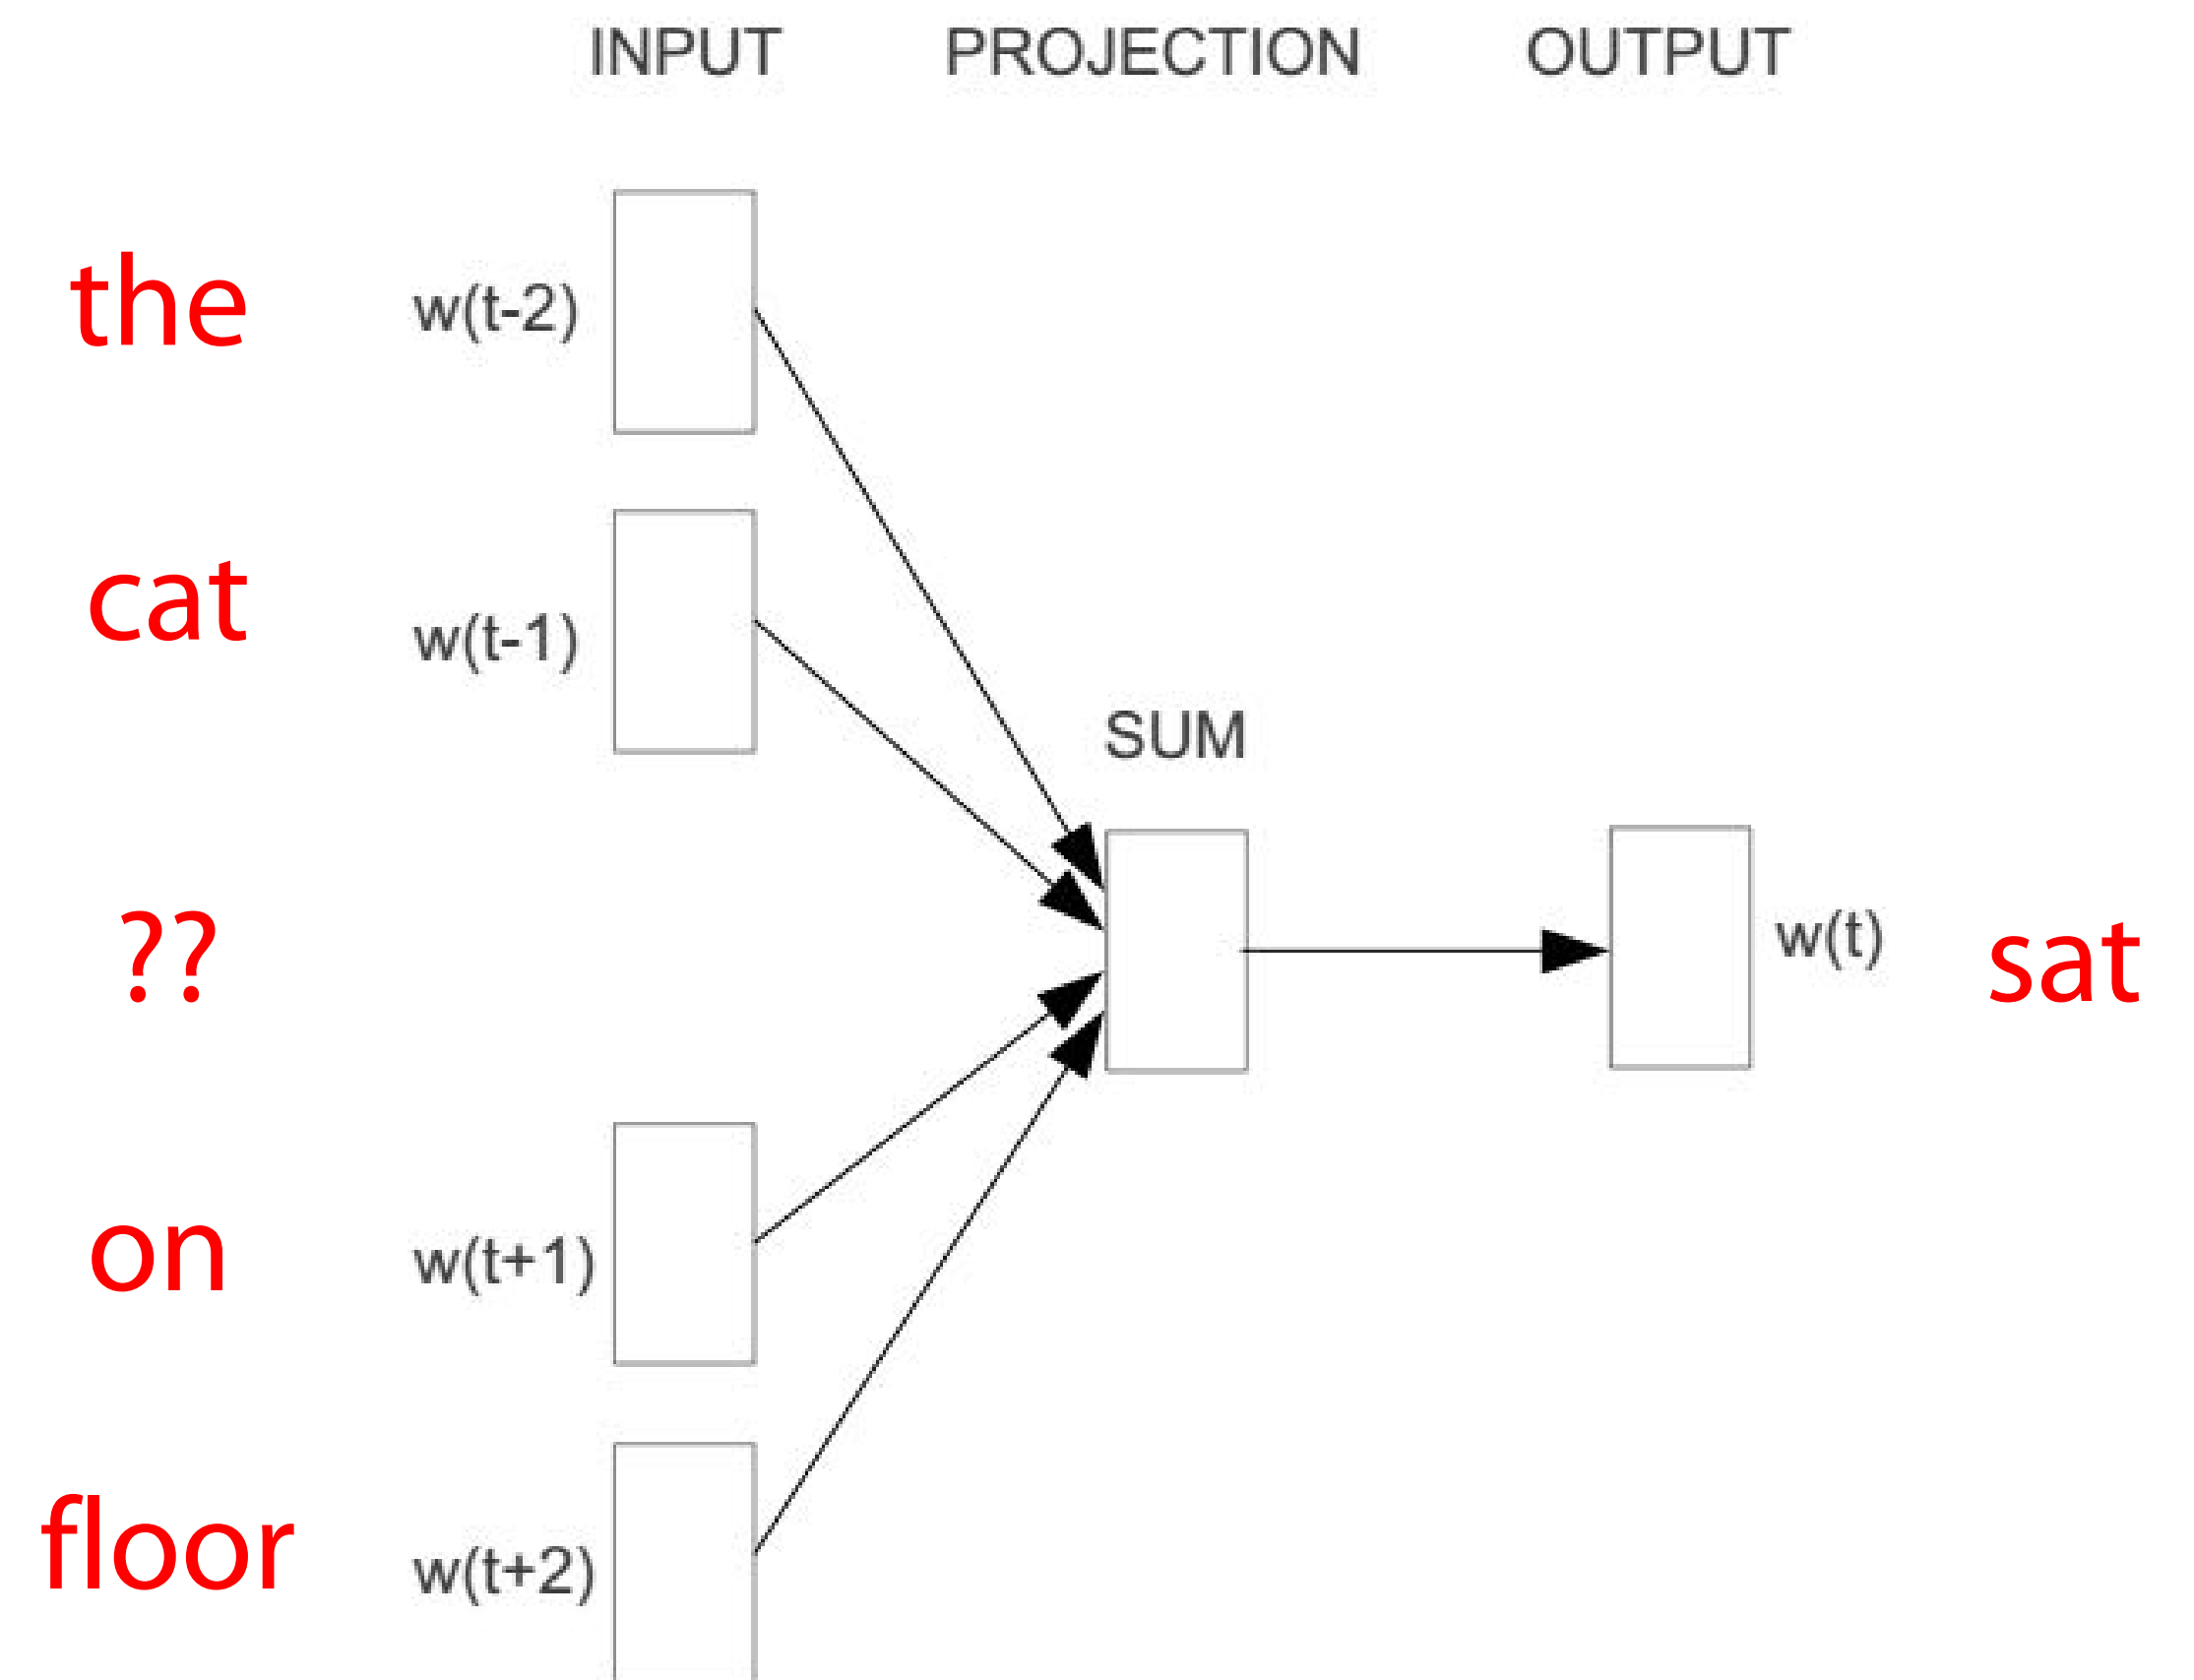 INPUT PROJECTION OUTPUT
the w(t-2)
cat w(t-1)
SUM
?? w(t) sat
on w(t+1)
floor w(t+2)